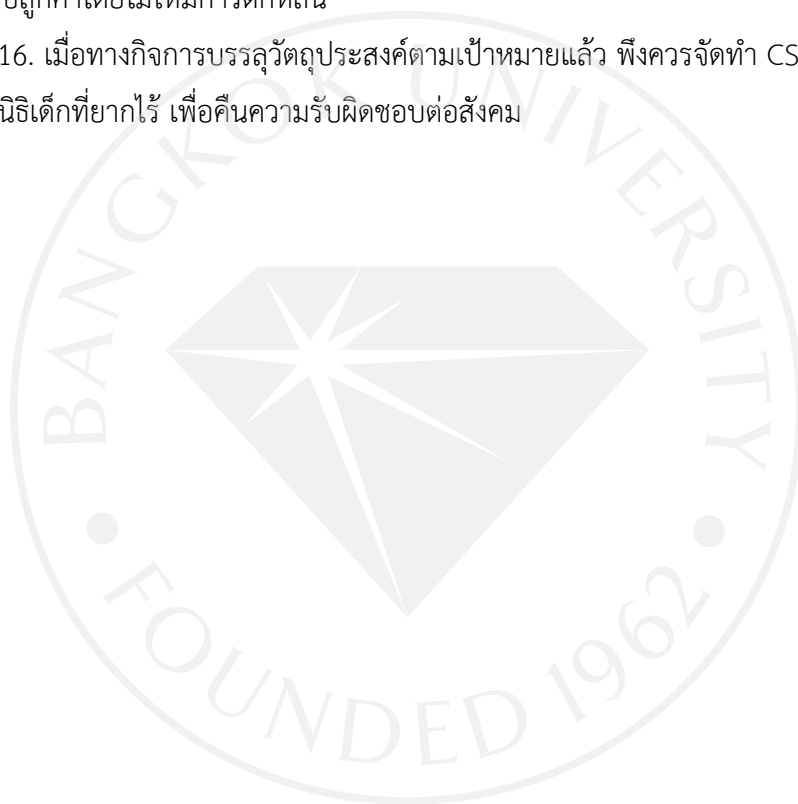 16. เมื่อทางกิจการบรรลุวัตถุประสงค์ตามเป้าหมายแล้ว พึงควรจัดทำ CS
นิธิเด็กที่ยากไร้ เพื่อคืนความรับผิดชอบต่อสังคม
BANGKOK UNIVERSITY
FOUNDED 1962